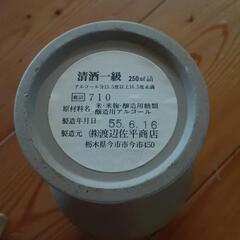 清酒一級 250㎖詰
アルコール分15.5度以上16.5度未満
710
原材料名 米・米麹・醸造用糖類
醸造用アルコール
製造年月日 55.6.16
製造元 ㈱渡辺佐平商店
栃木県今市市今市450